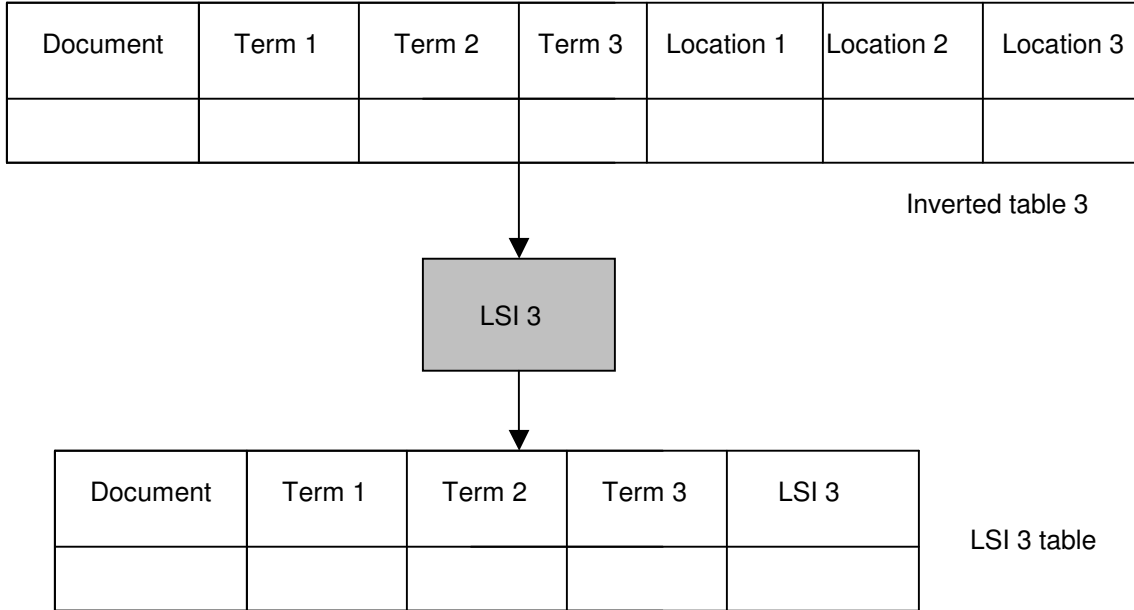 Document Term 1 Term 2 Term 3 Location 1 Location 2 Location 3
Inverted table 3
LSI 3
Document Term 1 Term 2 Term 3 LSI 3
LSI 3 table